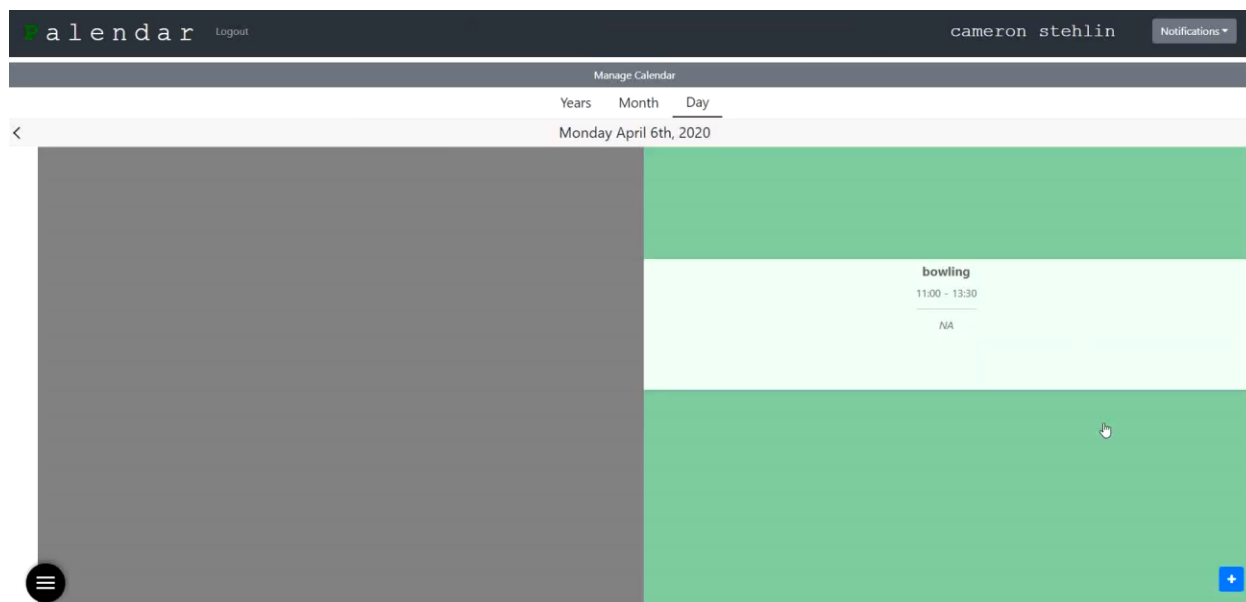 Palendar Logout cameron stehlin Notifications
Manage Calendar
Years Month Day
Monday April 6th, 2020
bowling
11:00 - 13:30
NA